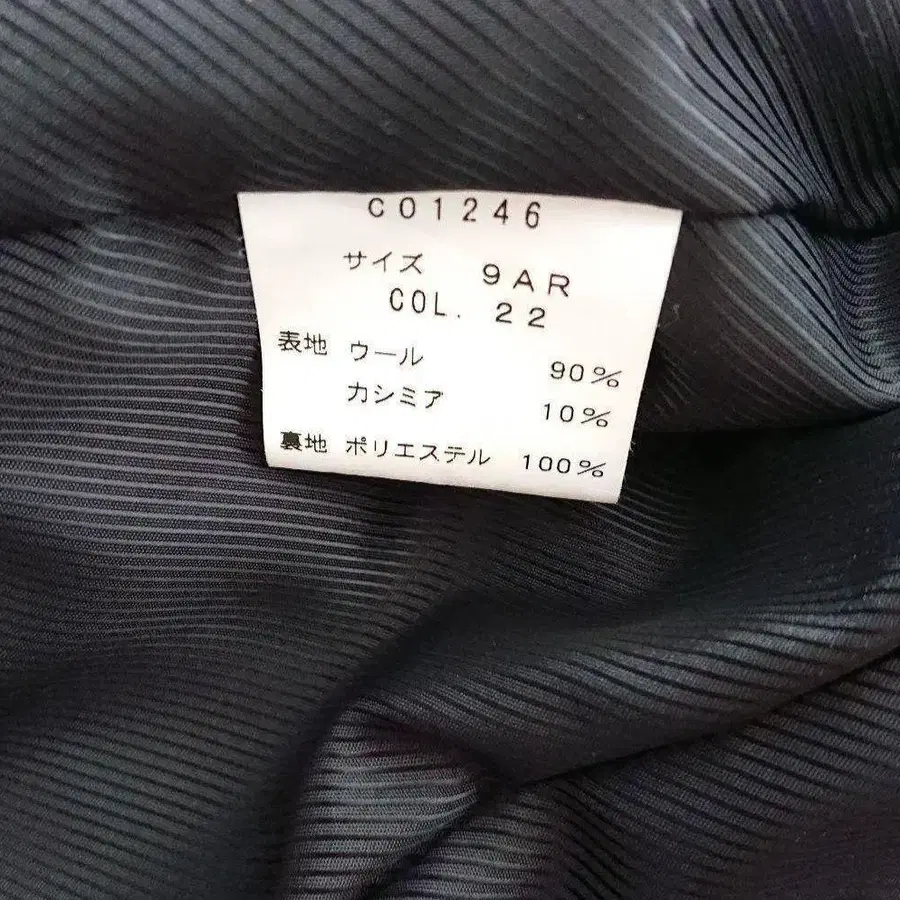 C01246
サイズ 9AR
COL. 22
表地 ウール 90%
カシミア 10%
裏地 ポリエステル 100%